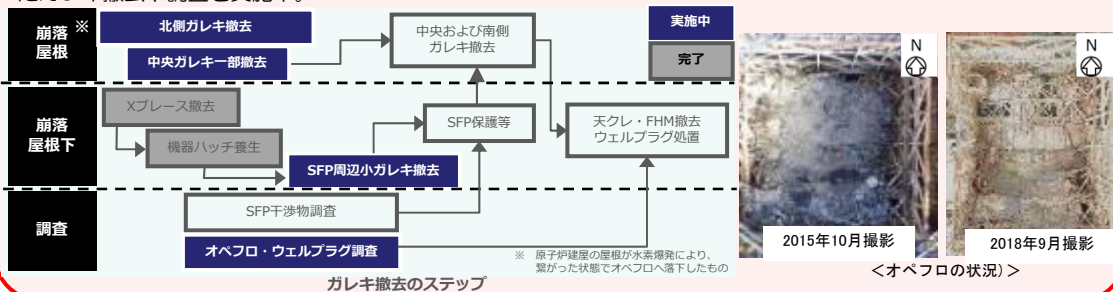 崩落 ※
屋根
北側ガレキ撤去
中央ガレキ一部撤去
中央および南側
ガレキ撤去
実施中
完了
崩落
屋根下
Xブレース撤去
機器ハッチ養生
SFP周辺小ガレキ撤去
SFP保護等
天クレ・FHM撤去
ウェルプラグ処置
調査
SFP干渉物調査
オペフロ・ウェルプラグ調査
※ 原子炉建屋の屋根が水素爆発により、
繋がった状態でオペフロへ落下したもの
ガレキ撤去のステップ
N
N
2015年10月撮影
2018年9月撮影
<オペフロの状況)>